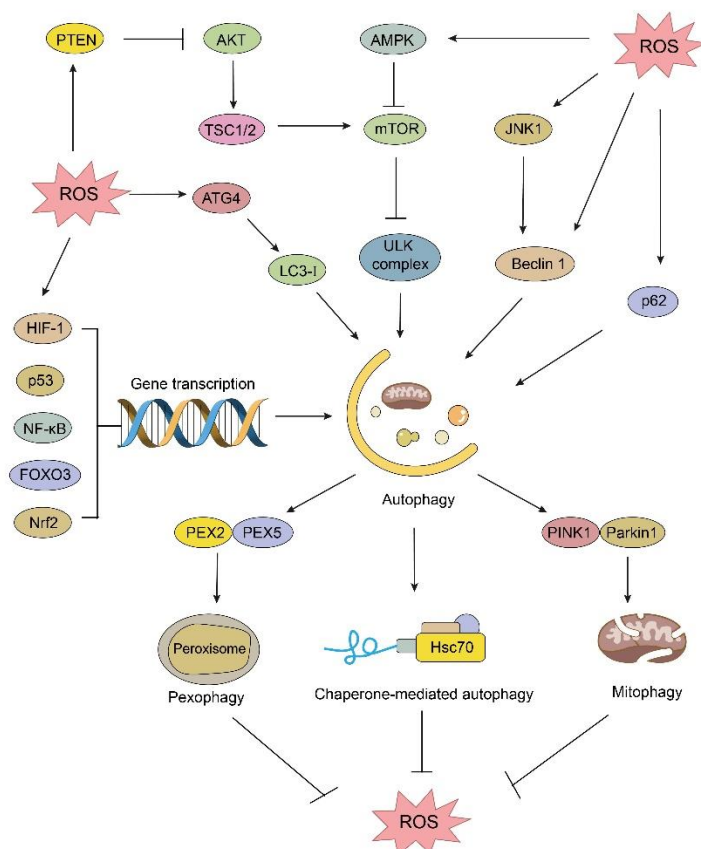 PTEN
AKT
AMPK
ROS
TSC1/2
mTOR
JNK1
ROS
ATG4
LC3-I
ULK
complex
Beclin 1
p62
HIF-1
p53
NF-κB
FOXO3
Nrf2
Gene transcription
Autophagy
PEX2
PEX5
PINK1
Parkin1
Peroxisome
Hsc70
Pexophagy
Chaperone-mediated autophagy
Mitophagy
ROS